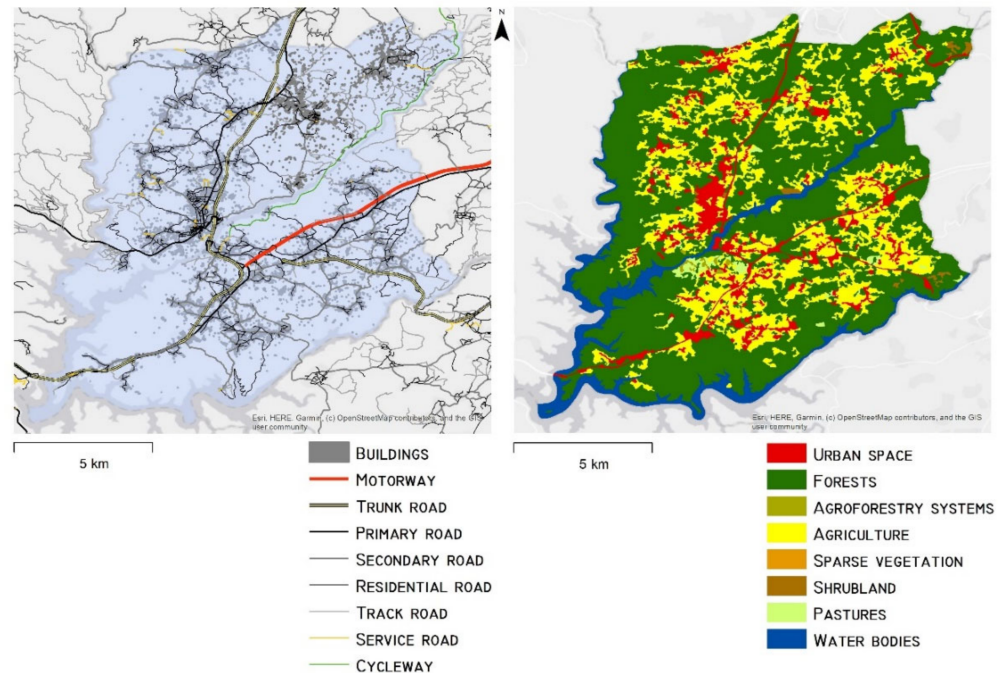 N
Esri, HERE, Garmin, (c) OpenStreetMap contributors, and the GIS
user community
Esri, HERE, Garmin, (c) OpenStreetMap contributors, and the GIS
user community
5 km
5 km
BUILDINGS
MOTORWAY
TRUNK ROAD
PRIMARY ROAD
SECONDARY ROAD
RESIDENTIAL ROAD
TRACK ROAD
SERVICE ROAD
CYCLEWAY
URBAN SPACE
FORESTS
AGROFORESTRY SYSTEMS
AGRICULTURE
SPARSE VEGETATION
SHRUBLAND
PASTURES
WATER BODIES